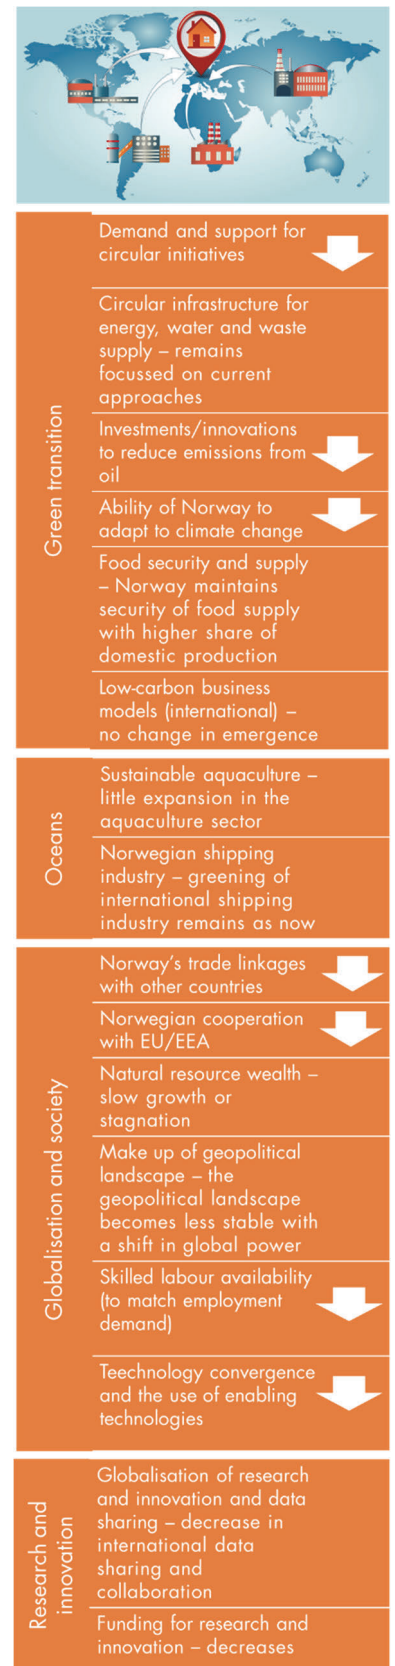 Green transition
Demand and support for
circular initiatives
Circular infrastructure for
energy, water and waste
supply – remains
focussed on current
approaches
Investments/innovations
to reduce emissions from
oil
Ability of Norway to
adapt to climate change
Food security and supply
– Norway maintains
security of food supply
with higher share of
domestic production
Low-carbon business
models (international) –
no change in emergence
Oceans
Sustainable aquaculture –
little expansion in the
aquaculture sector
Norwegian shipping
industry – greening of
international shipping
industry remains as now
Globalisation and society
Norway's trade linkages
with other countries
Norwegian cooperation
with EU/EEA
Natural resource wealth –
slow growth or
stagnation
Make up of geopolitical
landscape – the
geopolitical landscape
becomes less stable with
a shift in global power
Skilled labour availability
(to match employment
demand)
Teechnology convergence
and the use of enabling
technologies
Research and
innovation
Globalisation of research
and innovation and data
sharing – decrease in
international data
sharing and
collaboration
Funding for research and
innovation – decreases